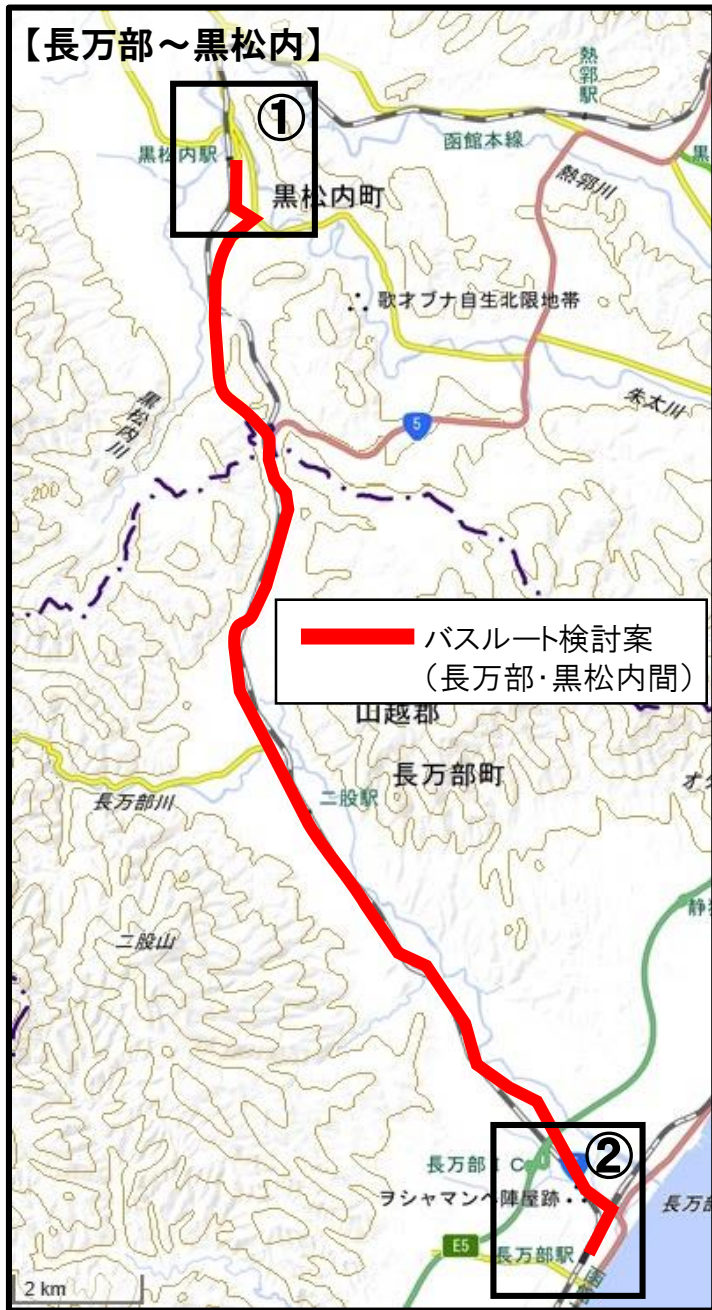 【長万部～黒松内】
①
熱郛駅
函館本線
黒松内駅
黒
熱郛川
黒松内町
歌才ブナ自生北限地帯
朱太川
黒松内川
5
200
バスルート検討案
（長万部・黒松内間）
山越郡
長万部町
二股駅
長万部川
オタ
静狩
二股山
②
長万部ＩＣ
ヲシャマンベ陣屋跡
長万部
E5
長万部駅
函
2 km